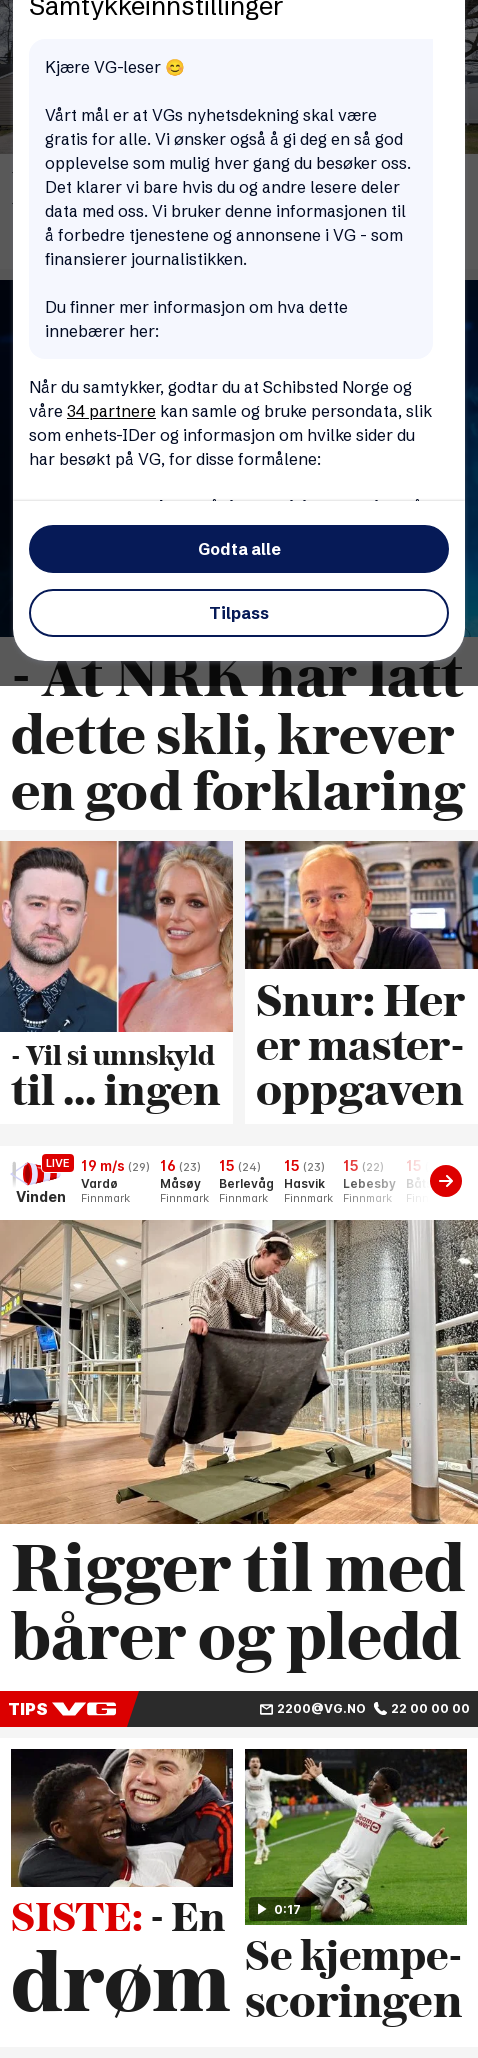 Samtykkeinnstillinger
Kjære VG-leser 😊
Vårt mål er at VGs nyhetsdekning skal være
gratis for alle. Vi ønsker også å gi deg en så god
opplevelse som mulig hver gang du besøker oss.
Det klarer vi bare hvis du og andre lesere deler
data med oss. Vi bruker denne informasjonen til
å forbedre tjenestene og annonsene i VG - som
finansierer journalistikken.
Du finner mer informasjon om hva dette
innebærer her:
Når du samtykker, godtar du at Schibsted Norge og
våre 34 partnere kan samle og bruke persondata, slik
som enhets-IDer og informasjon om hvilke sider du
har besøkt på VG, for disse formålene:
Godta alle
Tilpass
- At NRK har latt
dette skli, krever
en god forklaring
- Vil si unnskyld
til ... ingen
Snur: Her
er master-
oppgaven
LIVE
Vinden
19 m/s (29)
Vardø
Finnmark
16 (23)
Måsøy
Finnmark
15 (24)
Berlevåg
Finnmark
15 (23)
Hasvik
Finnmark
15 (22)
Lebesby
Finnmark
15
Rigger til med
bårer og pledd
TIPS VG
2200@VG.NO 22 00 00 00
SISTE: - En
drøm
37
0:17
Se kjempe-
scoringen